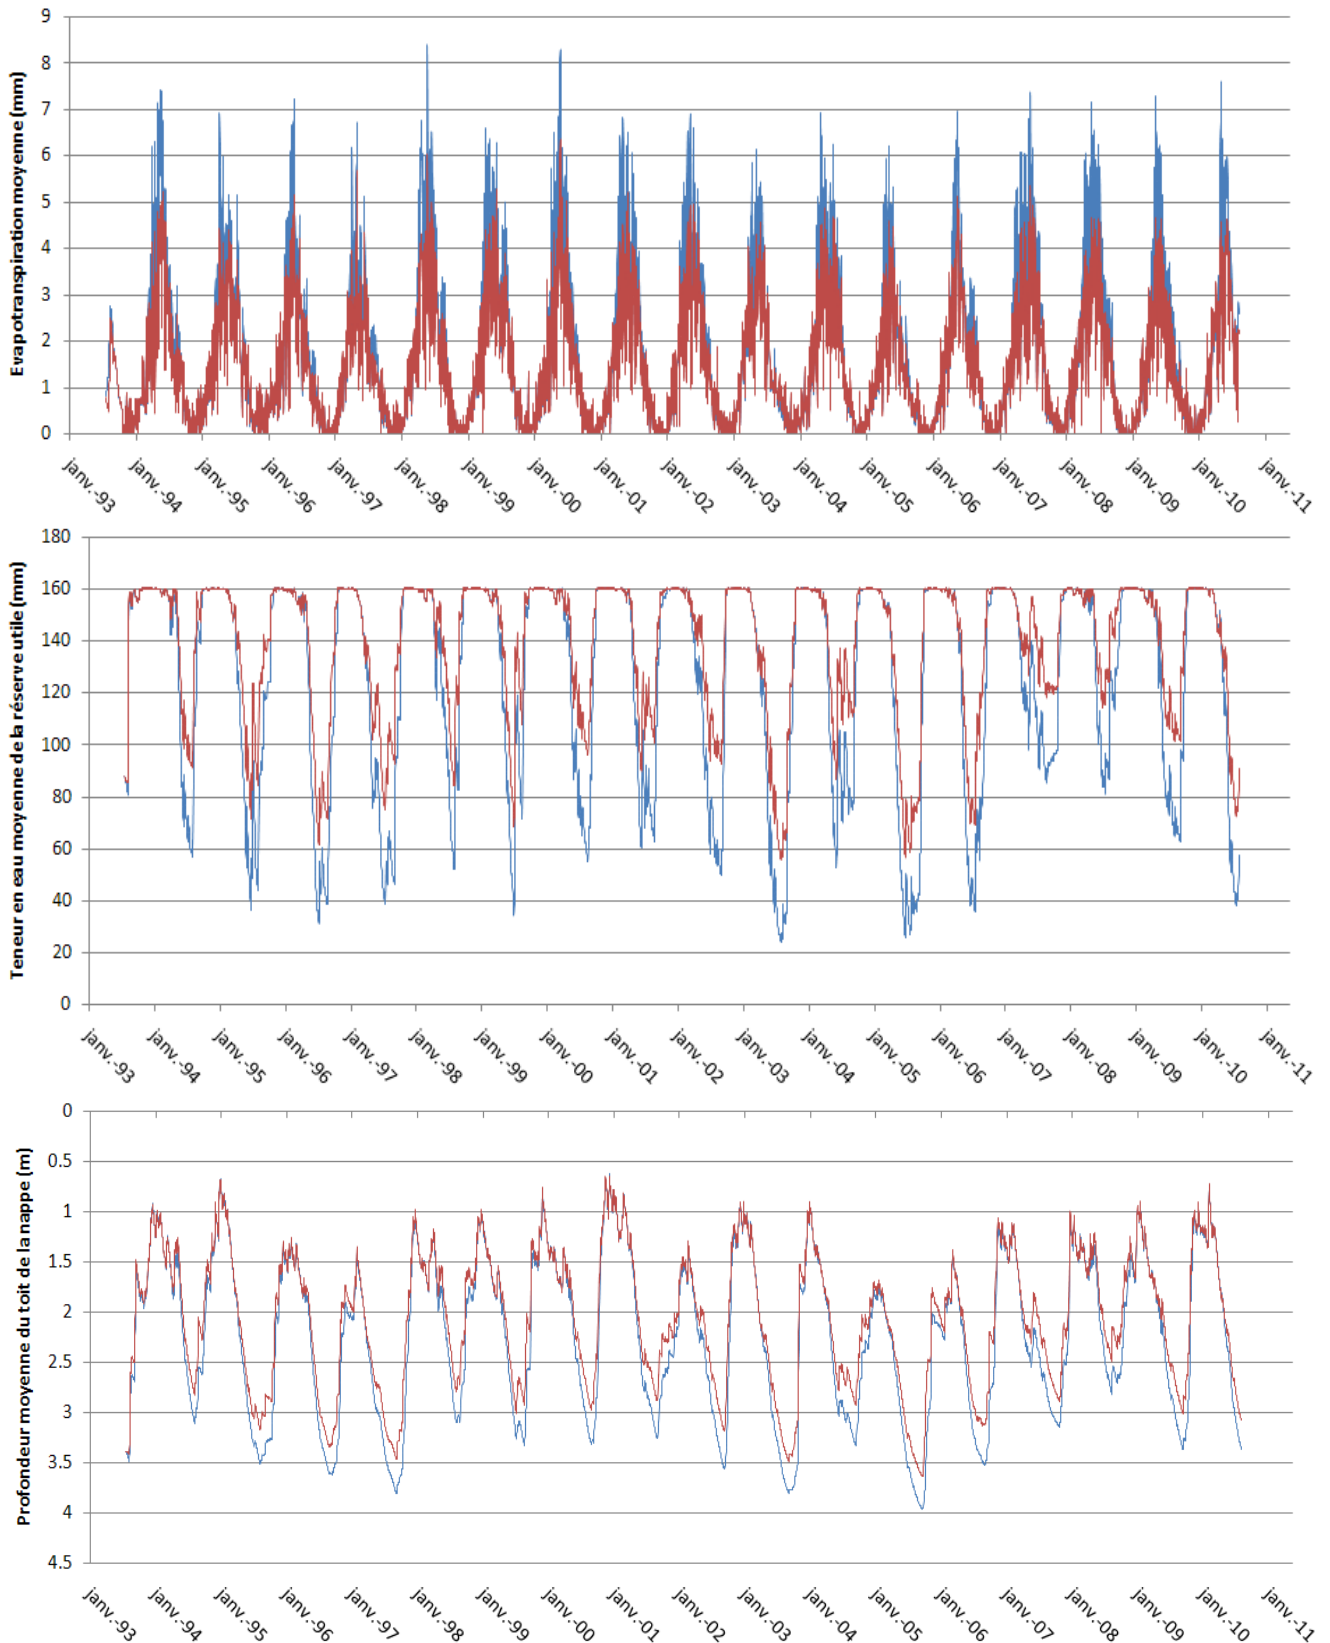 Evapotranspiration moyenne (mm)
9
8
7
6
5
4
3
2
1
0
janv.-93
janv.-94
janv.-95
janv.-96
janv.-97
janv.-98
janv.-99
janv.-00
janv.-01
janv.-02
janv.-03
janv.-04
janv.-05
janv.-06
janv.-07
janv.-08
janv.-09
janv.-10
janv.-11
Teneur en eau moyenne de la réserve utile (mm)
180
160
140
120
100
80
60
40
20
0
janv.-93
janv.-94
janv.-95
janv.-96
janv.-97
janv.-98
janv.-99
janv.-00
janv.-01
janv.-02
janv.-03
janv.-04
janv.-05
janv.-06
janv.-07
janv.-08
janv.-09
janv.-10
janv.-11
Profondeur moyenne du toit de la nappe (m)
0
0.5
1
1.5
2
2.5
3
3.5
4
4.5
janv.-93
janv.-94
janv.-95
janv.-96
janv.-97
janv.-98
janv.-99
janv.-00
janv.-01
janv.-02
janv.-03
janv.-04
janv.-05
janv.-06
janv.-07
janv.-08
janv.-09
janv.-10
janv.-11